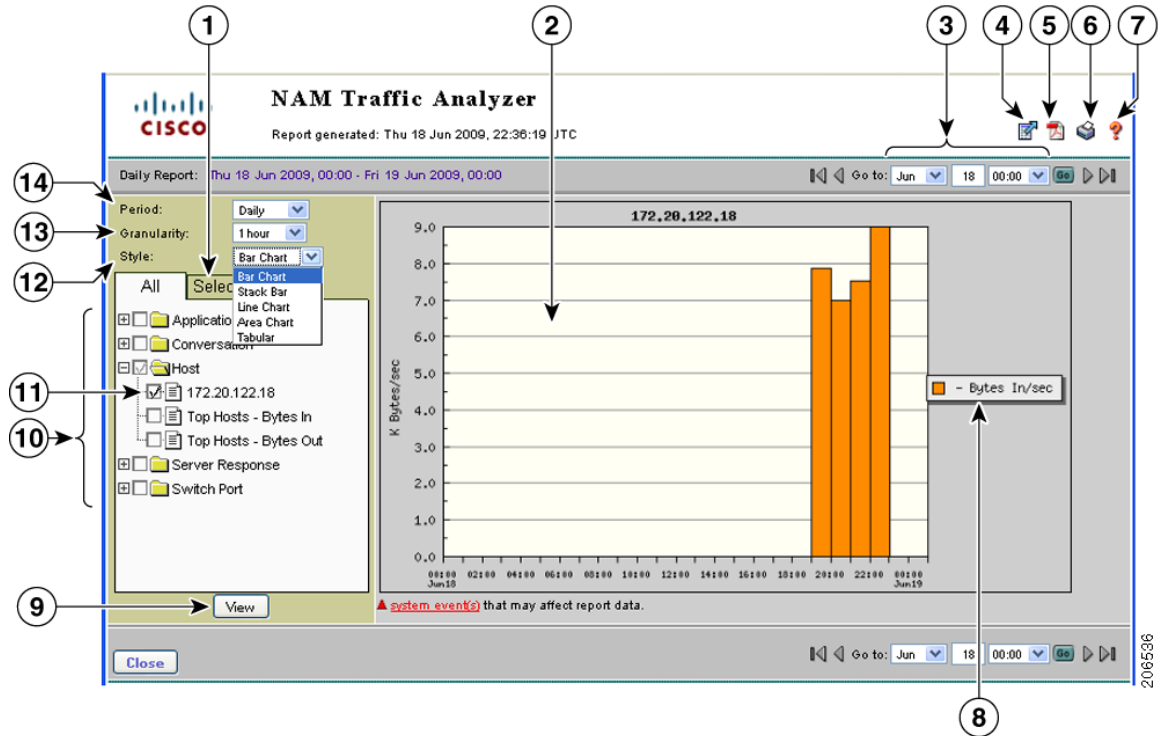 1
2
3
4
5
6
7
CISCO
NAM Traffic Analyzer
Report generated: Thu 18 Jun 2009, 22:36:19 UTC
Daily Report: Thu 18 Jun 2009, 00:00 - Fri 19 Jun 2009, 00:00
Go to: Jun 18 00:00 Go
14
Period: Daily
13
Granularity: 1 hour
12
Style: Bar Chart
Bar Chart
Stack Bar
Line Chart
Area Chart
Tabular
All
Selec
Applicatio
Conversation
Host
11
172.20.122.18
Top Hosts - Bytes In
10
Top Hosts - Bytes Out
Server Response
Switch Port
9
View
172.20.122.18
K Bytes/sec
9.0
8.0
7.0
6.0
5.0
4.0
3.0
2.0
1.0
0.0
00:00 02:00 04:00 06:00 08:00 10:00 12:00 14:00 16:00 18:00 20:00 22:00 00:00
Jun18 Jun19
- Bytes In/sec
system event(s) that may affect report data.
Close
Go to: Jun 18 00:00 Go
8
206536